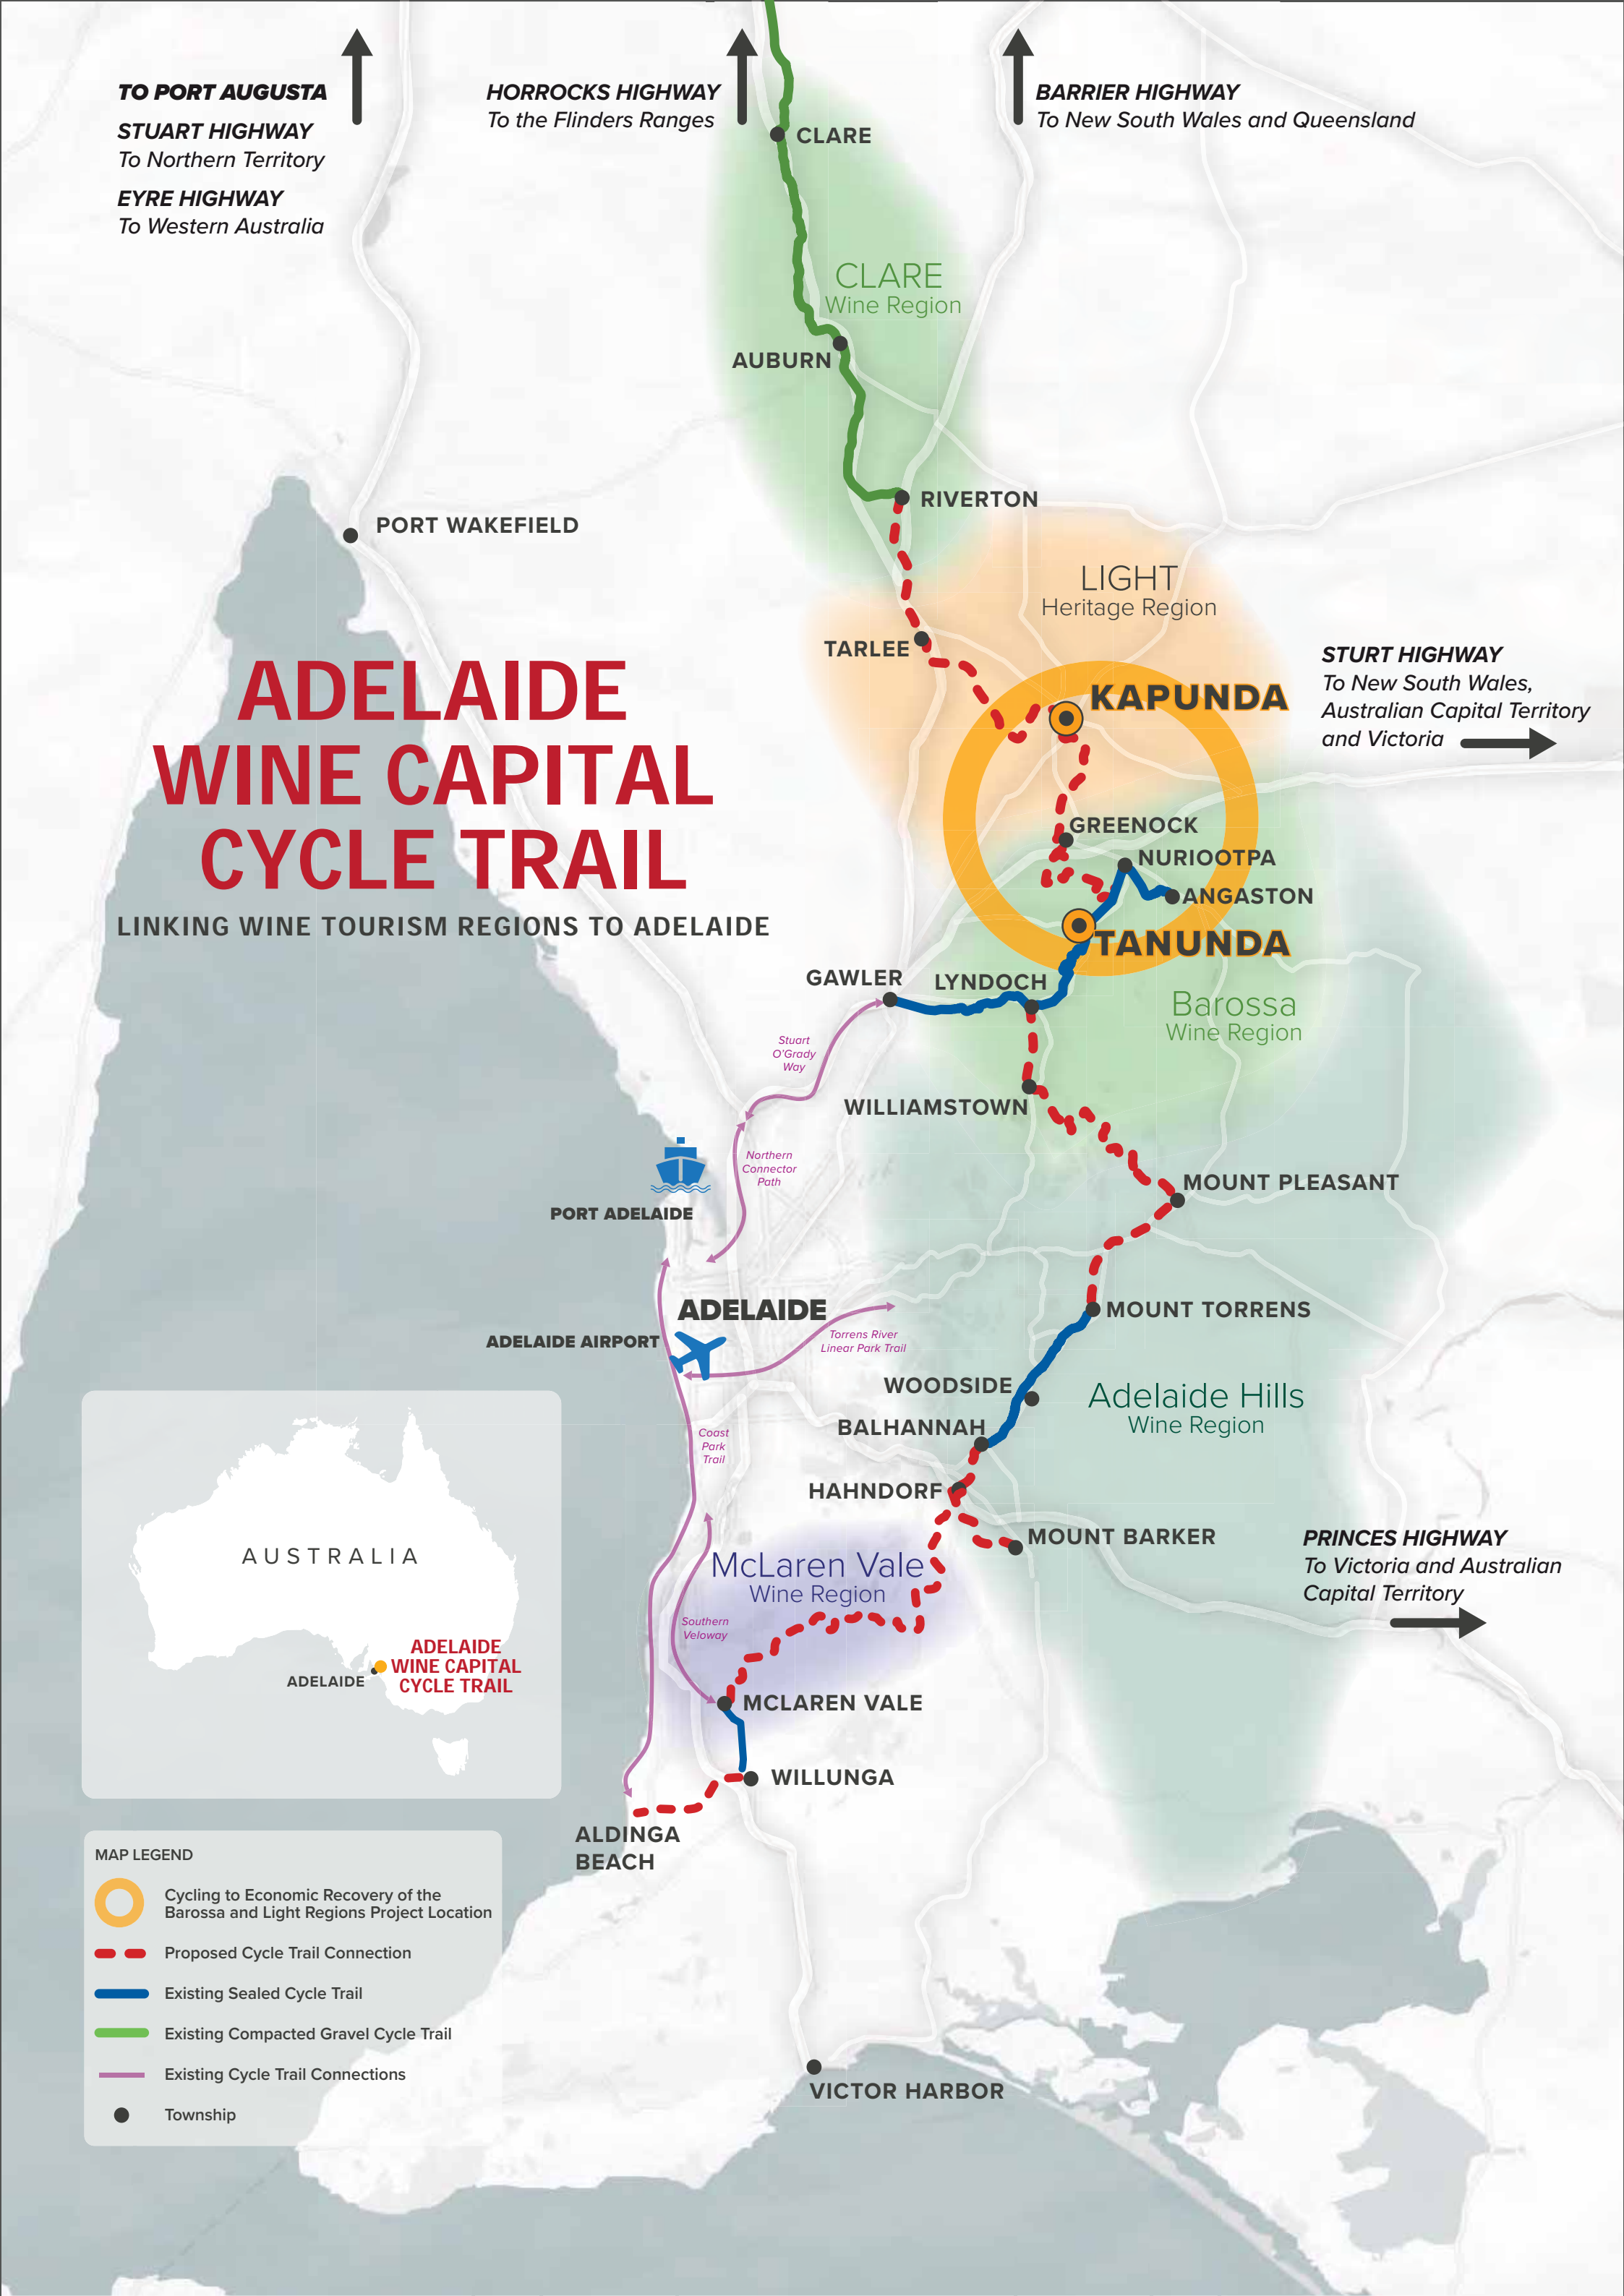 TO PORT AUGUSTA
STUART HIGHWAY
To Northern Territory
EYRE HIGHWAY
To Western Australia
HORROCKS HIGHWAY
To the Flinders Ranges
BARRIER HIGHWAY
To New South Wales and Queensland
CLARE
CLARE
Wine Region
AUBURN
RIVERTON
PORT WAKEFIELD
LIGHT
Heritage Region
TARLEE
STURT HIGHWAY
To New South Wales,
Australian Capital Territory
and Victoria
ADELAIDE
WINE CAPITAL
CYCLE TRAIL
LINKING WINE TOURISM REGIONS TO ADELAIDE
KAPUNDA
GREENOCK
NURIOOTPA
ANGASTON
TANUNDA
GAWLER
LYNDOCH
Barossa
Wine Region
Stuart
O'Grady
Way
WILLIAMSTOWN
Northern
Connector
Path
MOUNT PLEASANT
PORT ADELAIDE
ADELAIDE
MOUNT TORRENS
ADELAIDE AIRPORT
Torrens River
Linear Park Trail
WOODSIDE
Adelaide Hills
Wine Region
BALHANNAH
Coast
Park
Trail
HAHNDORF
MOUNT BARKER
PRINCES HIGHWAY
To Victoria and Australian
Capital Territory
McLaren Vale
Wine Region
Southern
Veloway
MCLAREN VALE
WILLUNGA
ALDINGA
BEACH
VICTOR HARBOR
AUSTRALIA
ADELAIDE
ADELAIDE
WINE CAPITAL
CYCLE TRAIL
MAP LEGEND
Cycling to Economic Recovery of the
Barossa and Light Regions Project Location
Proposed Cycle Trail Connection
Existing Sealed Cycle Trail
Existing Compacted Gravel Cycle Trail
Existing Cycle Trail Connections
Township